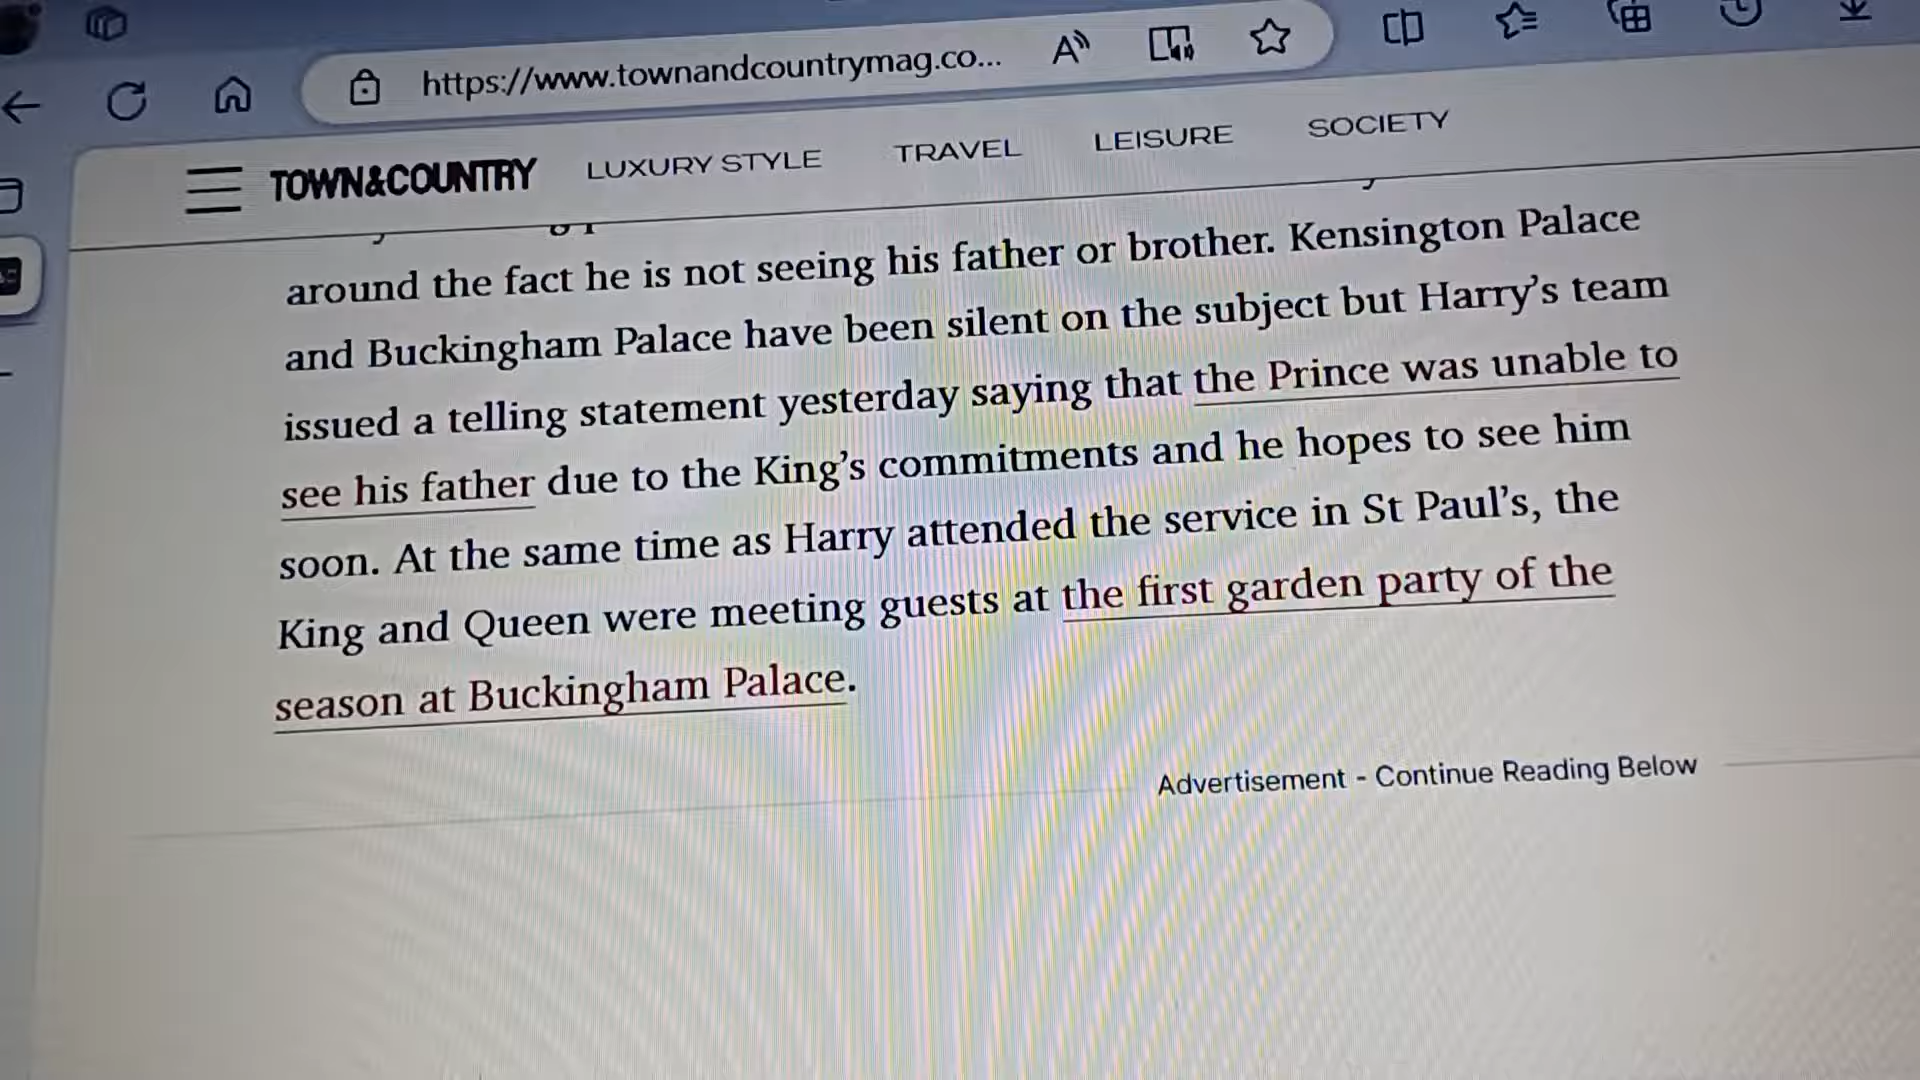 https://www.townandcountrymag.co...
TOWN&COUNTRY LUXURY STYLE TRAVEL LEISURE SOCIETY
around the fact he is not seeing his father or brother. Kensington Palace
and Buckingham Palace have been silent on the subject but Harry’s team
issued a telling statement yesterday saying that the Prince was unable to
see his father due to the King’s commitments and he hopes to see him
soon. At the same time as Harry attended the service in St Paul’s, the
King and Queen were meeting guests at the first garden party of the
season at Buckingham Palace.
Advertisement - Continue Reading Below